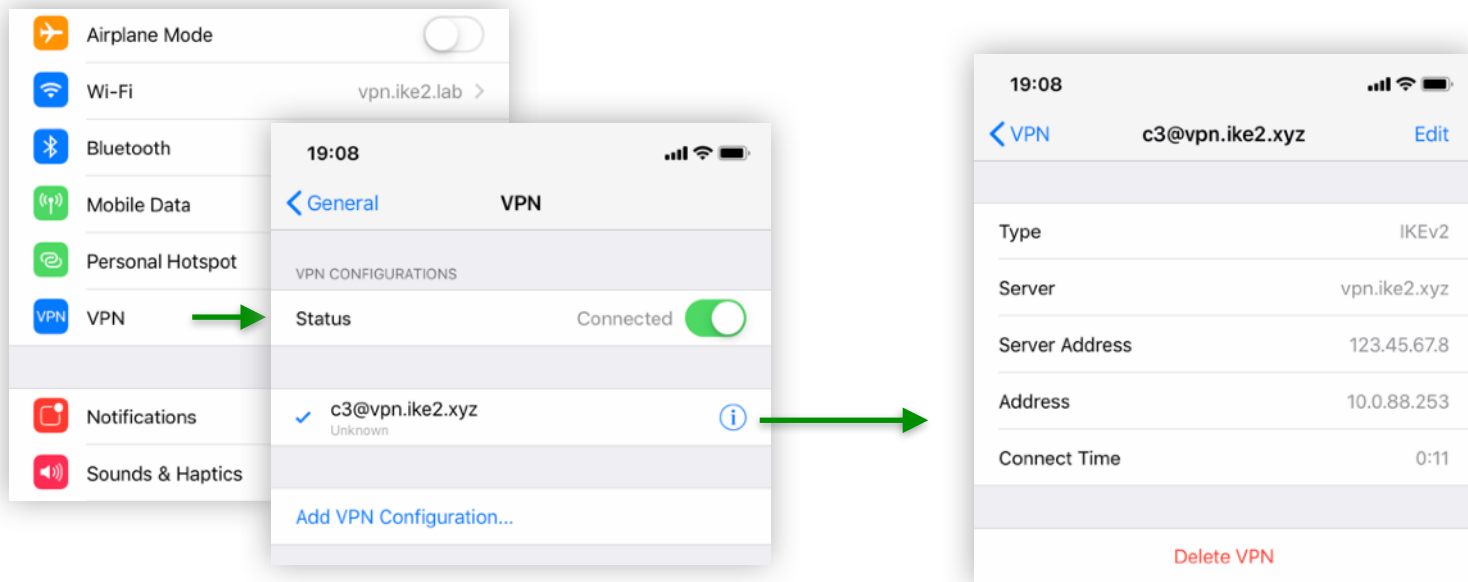 Airplane Mode
Wi-Fi vpn.ike2.lab
Bluetooth
Mobile Data
Personal Hotspot
VPN VPN
Notifications
Sounds & Haptics
19:08
General VPN
VPN CONFIGURATIONS
Status Connected
c3@vpn.ike2.xyz
Unknown
Add VPN Configuration...
19:08
VPN c3@vpn.ike2.xyz Edit
Type IKEv2
Server vpn.ike2.xyz
Server Address 123.45.67.8
Address 10.0.88.253
Connect Time 0:11
Delete VPN